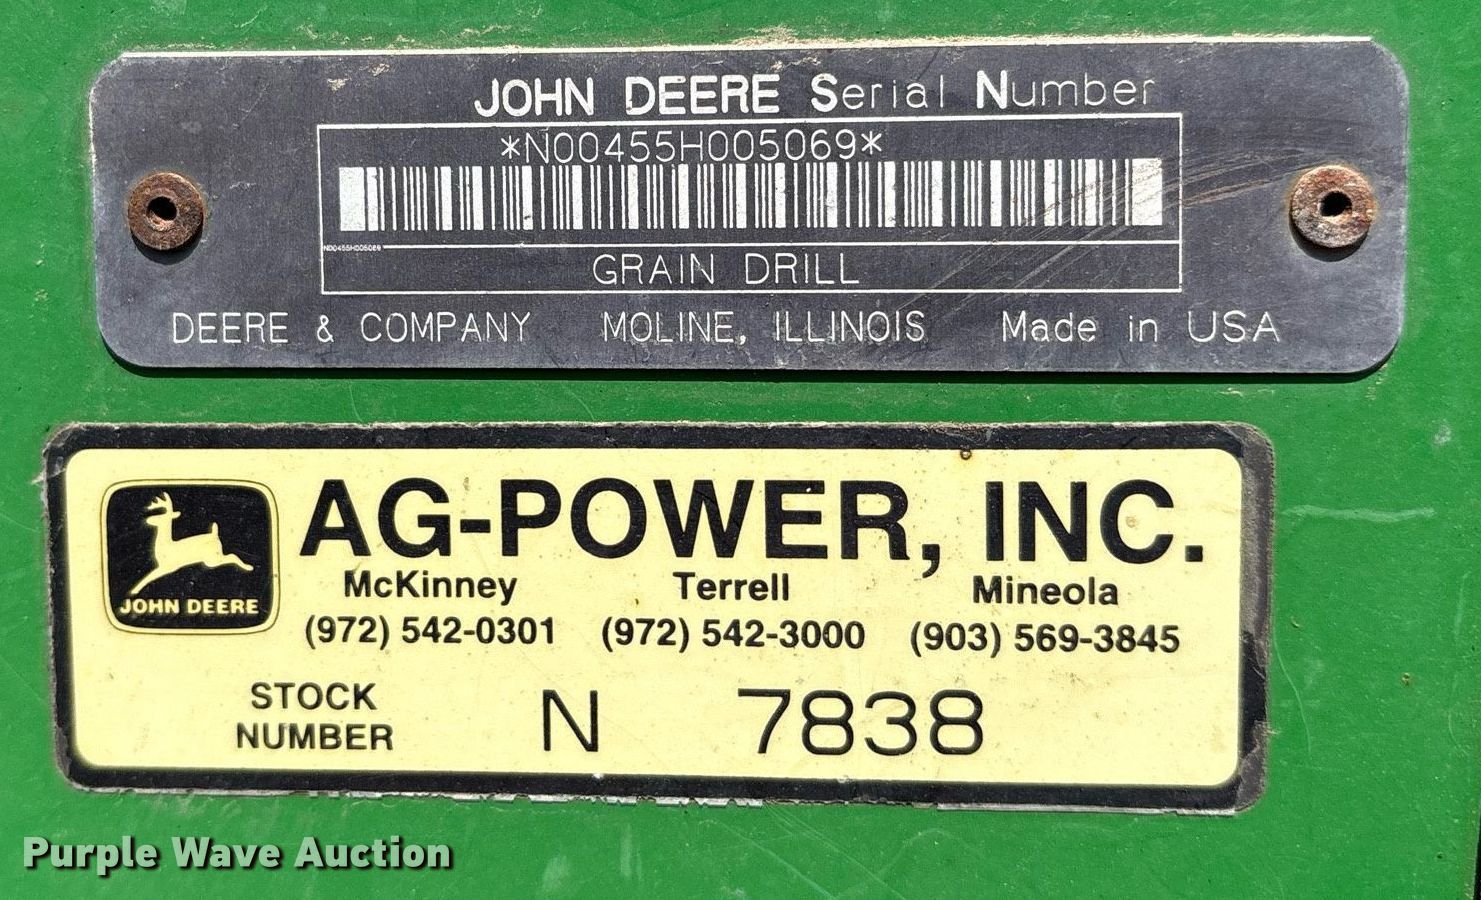 JOHN DEERE Serial Number
*N00455H005069*
N00455H005069
GRAIN DRILL
DEERE & COMPANY MOLINE, ILLINOIS Made in USA
AG-POWER, INC.
McKinney Terrell Mineola
(972) 542-0301 (972) 542-3000 (903) 569-3845
JOHN DEERE
STOCK
NUMBER N 7838
Purple Wave Auction